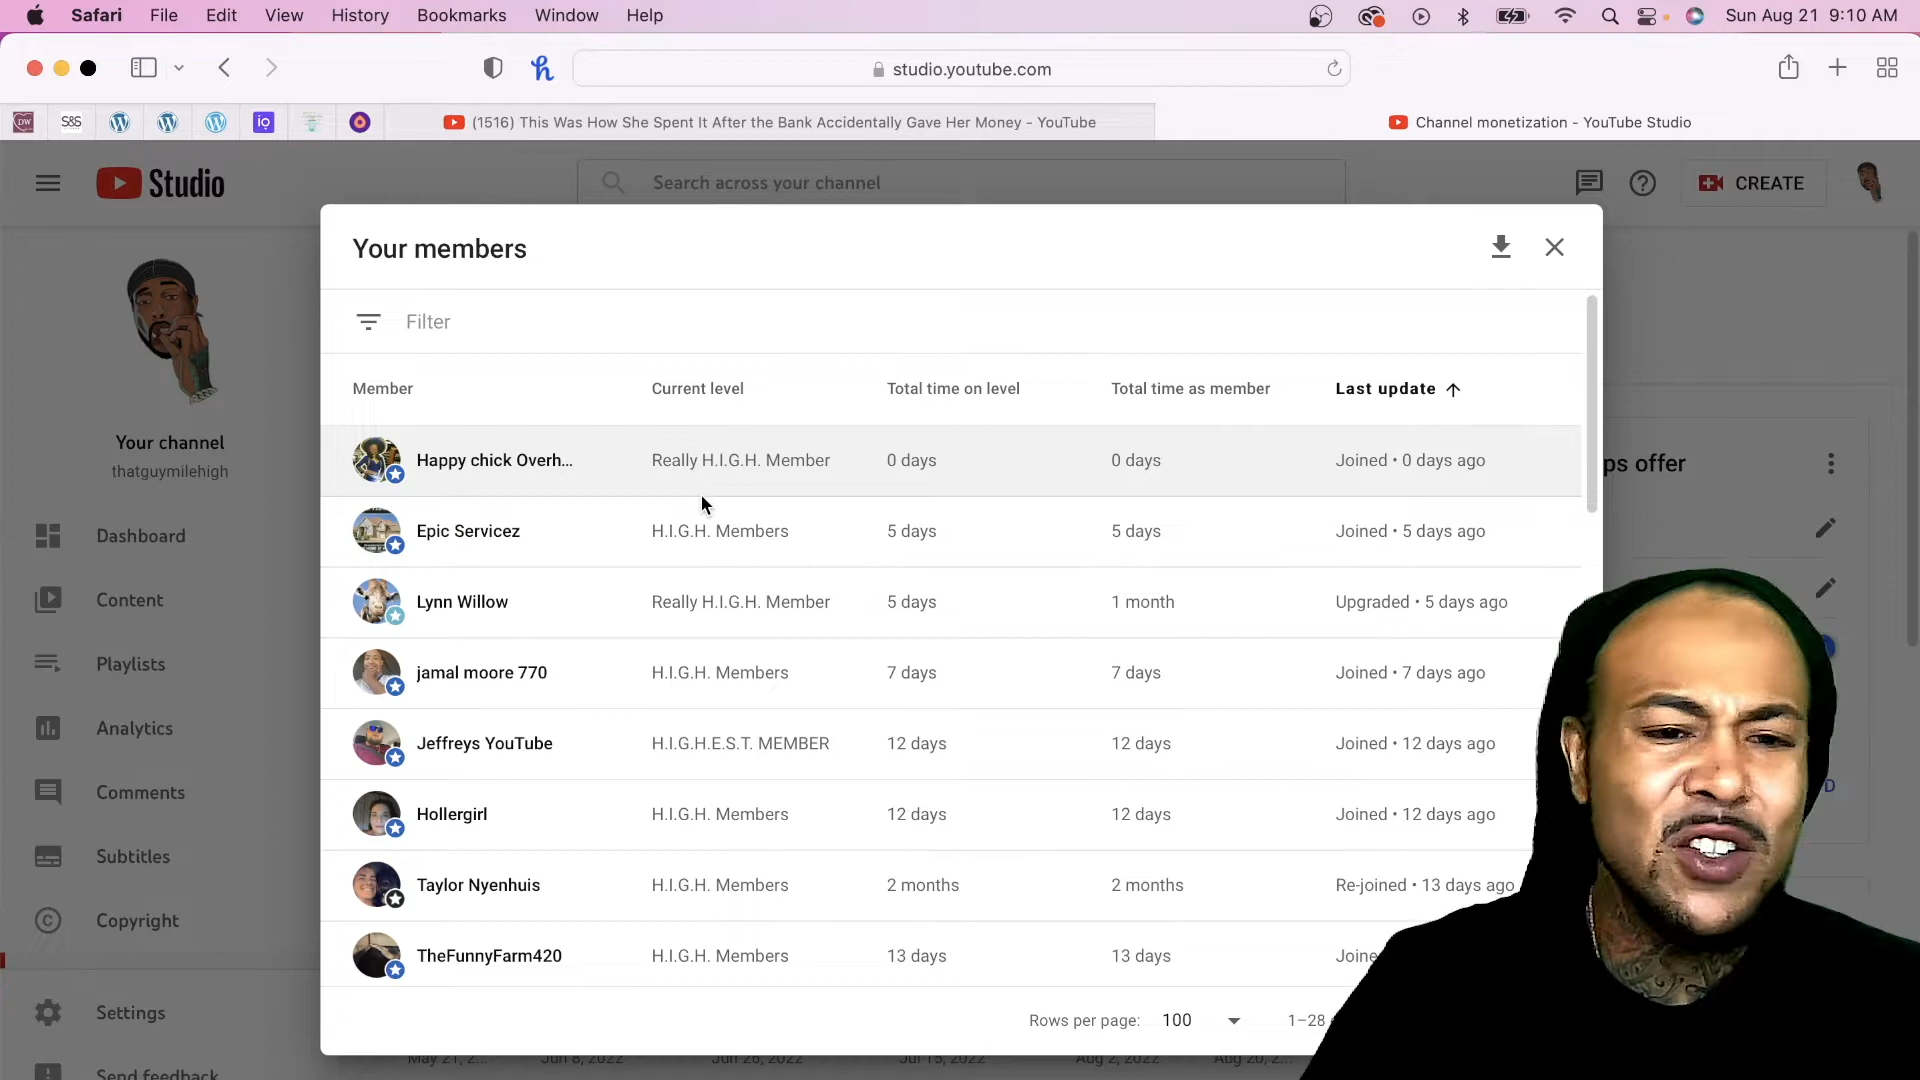 Safari File Edit View History Bookmarks Window Help Sun Aug 21 9:10 AM
studio.youtube.com
S&S (1516) This Was How She Spent It After the Bank Accidentally Gave Her Money - YouTube Channel monetization - YouTube Studio
Studio Search across your channel CREATE
Your members
Filter
Member Current level Total time on level Total time as member Last update
Happy chick Overh... Really H.I.G.H. Member 0 days 0 days Joined • 0 days ago
Epic Servicez H.I.G.H. Members 5 days 5 days Joined • 5 days ago
Lynn Willow Really H.I.G.H. Member 5 days 1 month Upgraded • 5 days ago
jamal moore 770 H.I.G.H. Members 7 days 7 days Joined • 7 days ago
Jeffreys YouTube H.I.G.H.E.S.T. MEMBER 12 days 12 days Joined • 12 days ago
Hollergirl H.I.G.H. Members 12 days 12 days Joined • 12 days ago
Taylor Nyenhuis H.I.G.H. Members 2 months 2 months Re-joined • 13 days ago
TheFunnyFarm420 H.I.G.H. Members 13 days 13 days Joine
Rows per page: 100 1–28
Your channel
thatguymilehigh
Dashboard
Content
Playlists
Analytics
Comments
Subtitles
Copyright
Settings
Send feedback
ps offer
D